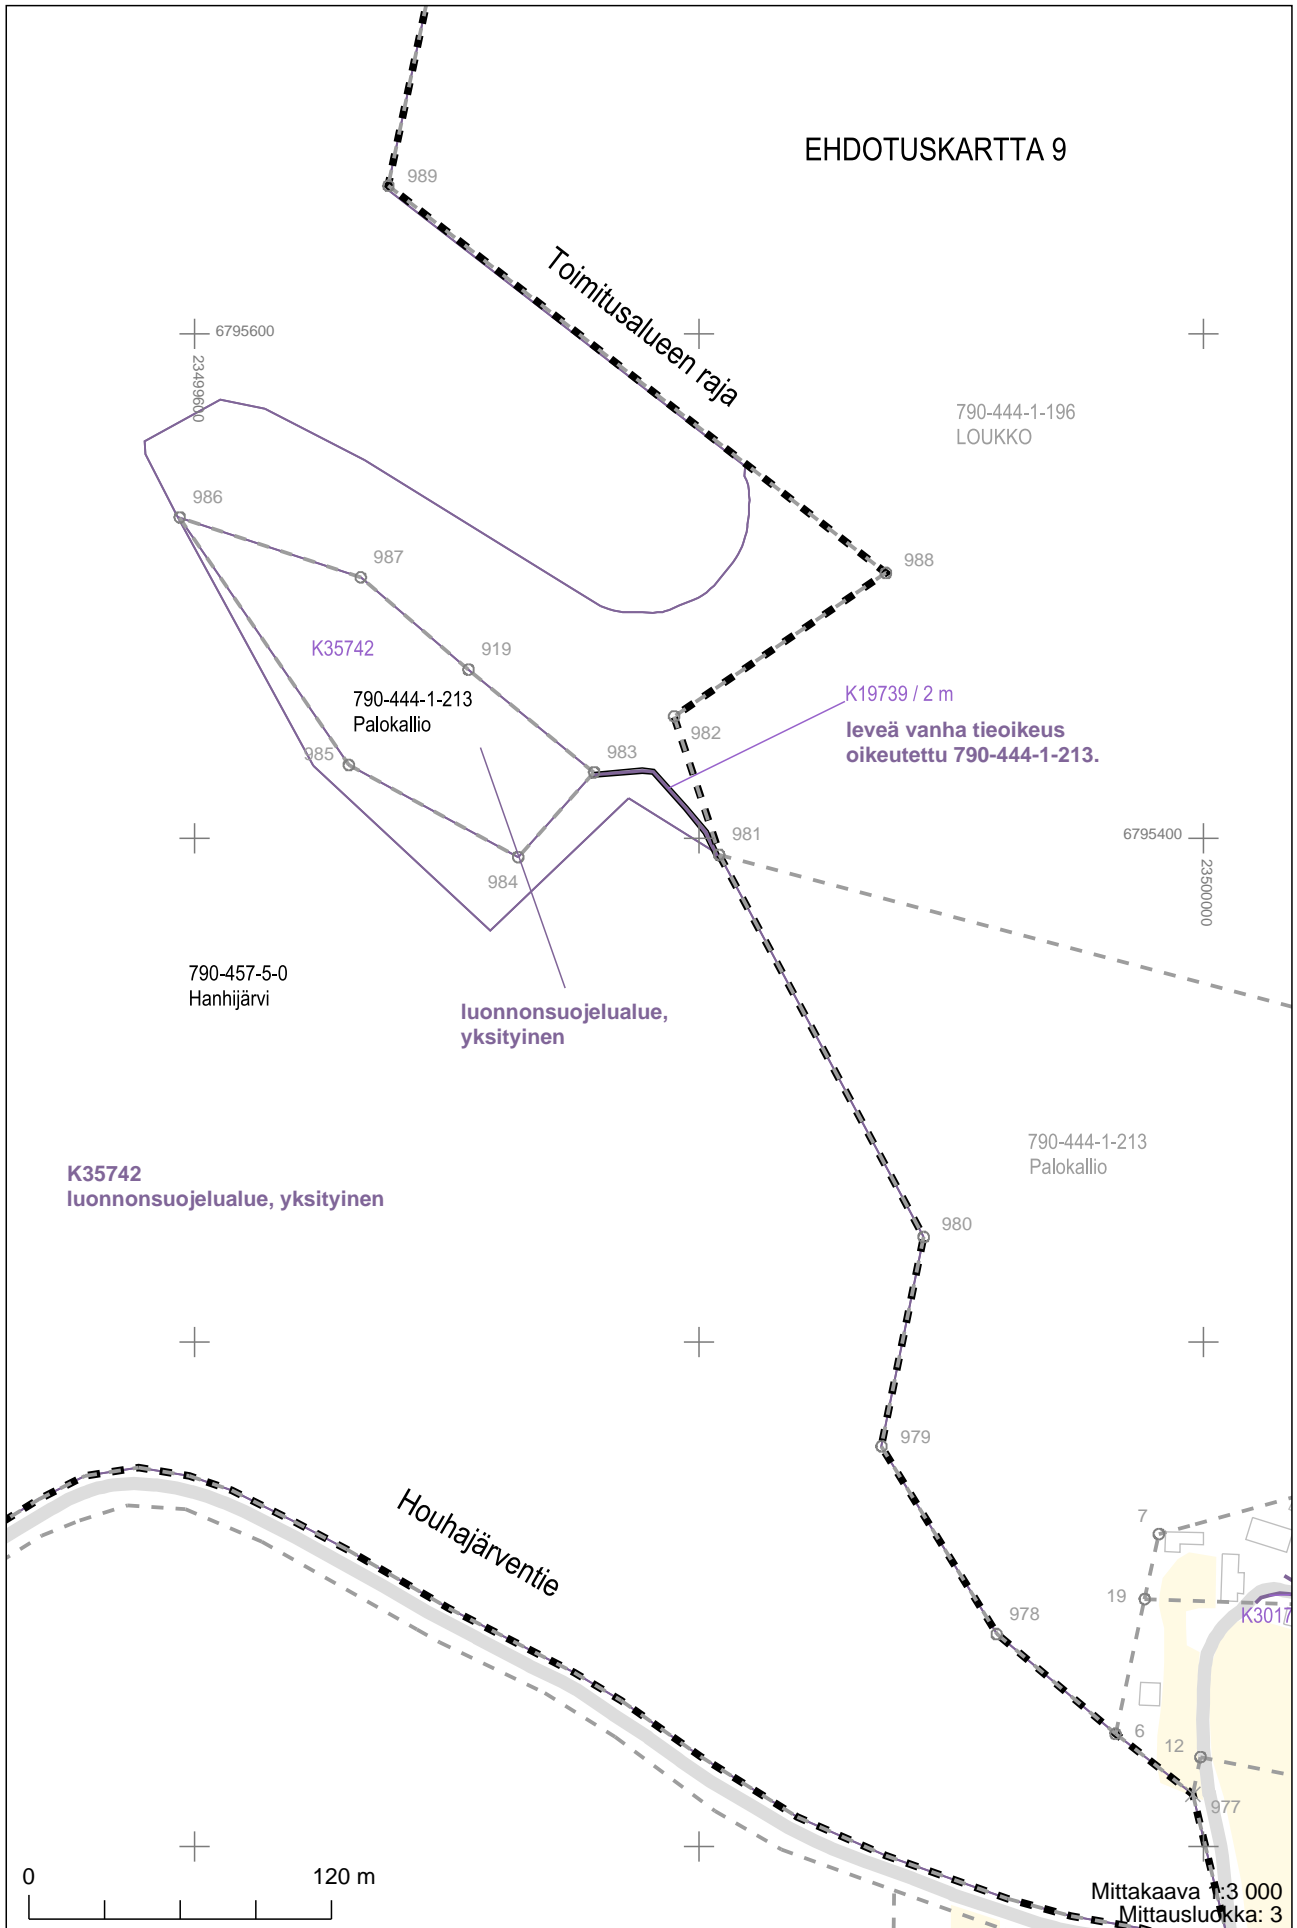 EHDOTUSKARTTA 9
989
Toimitusalueen raja
6795600
23499600
790-444-1-196
LOUKKO
986
987
988
K35742
919
790-444-1-213
Palokallio
K19739 / 2 m
982
leveä vanha tieoikeus
oikeutettu 790-444-1-213.
985
983
981
6795400
23500000
984
790-457-5-0
Hanhijärvi
luonnonsuojelualue,
yksityinen
790-444-1-213
Palokallio
K35742
luonnonsuojelualue, yksityinen
980
979
Houhajärventie
7
19
K3017
978
6
12
977
0
120 m
Mittakaava 1:3 000
Mittausluokka: 3